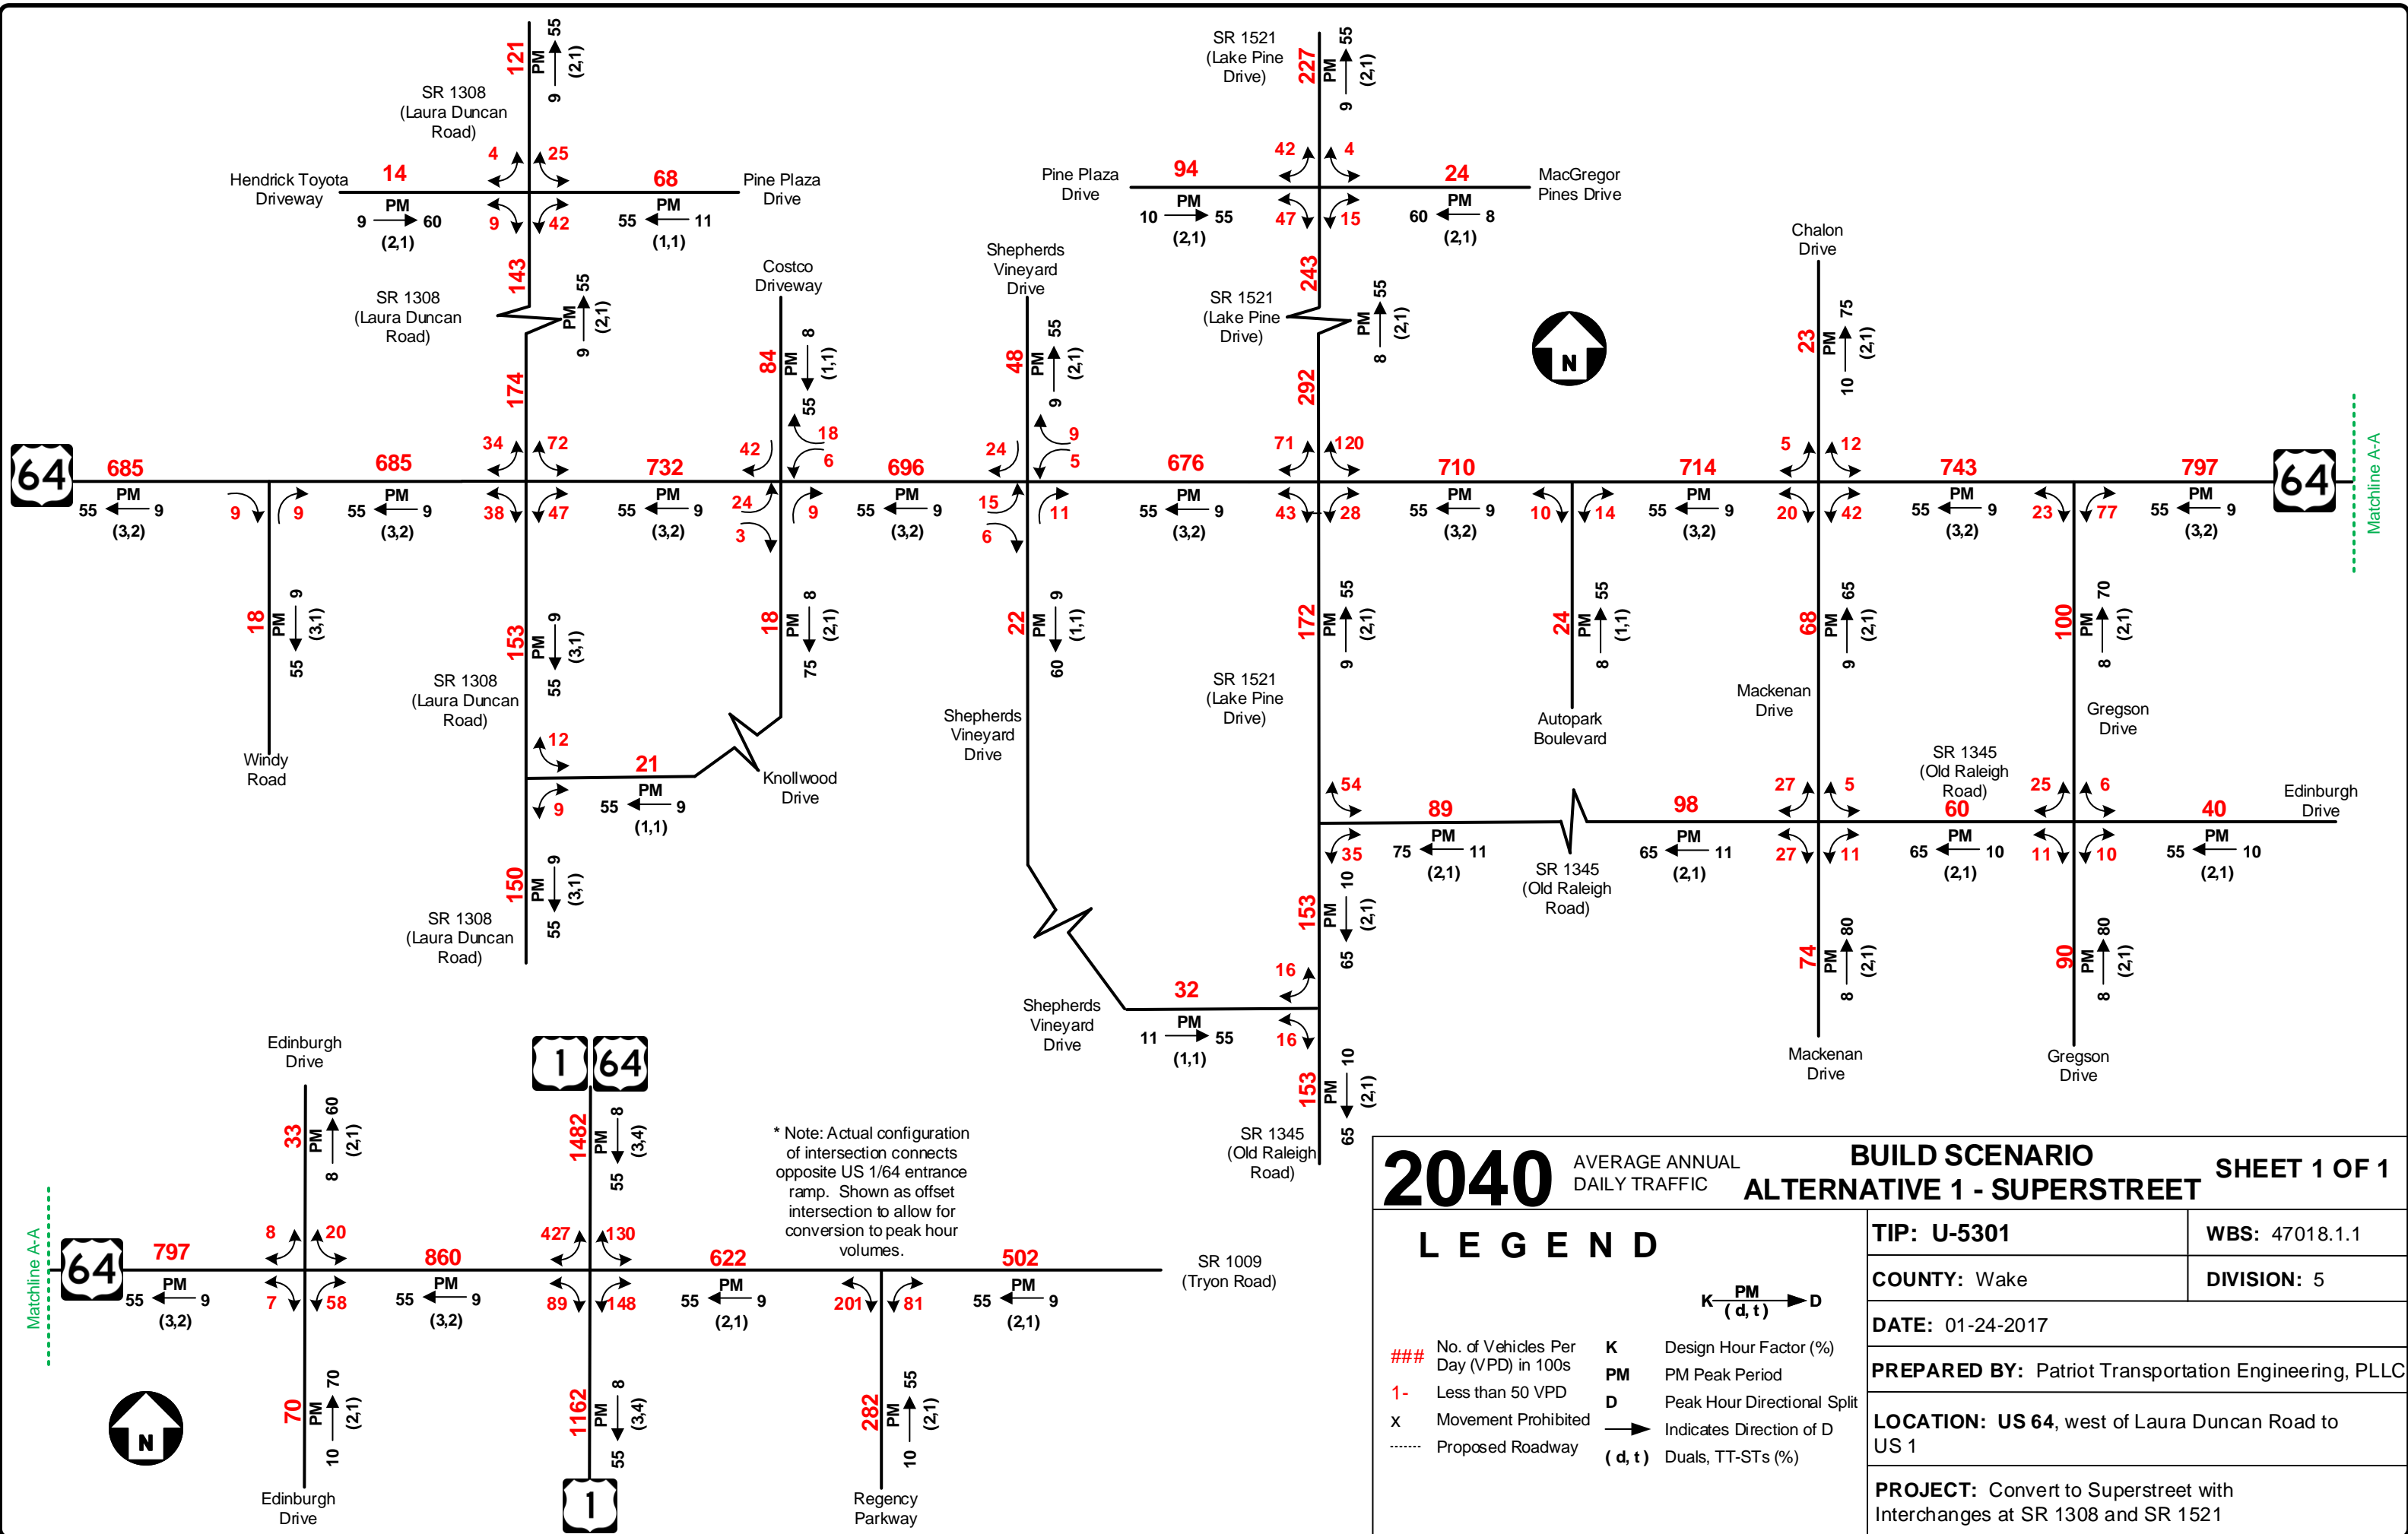 121
PM
9 55
(2,1)
SR 1308
(Laura Duncan
Road)
4 25
Hendrick Toyota
Driveway
14
PM
9 60
(2,1)
9 42
68
PM
55 11
(1,1)
Pine Plaza
Drive
143
SR 1308
(Laura Duncan
Road)
PM
9 55
(2,1)
174
SR 1521
(Lake Pine
Drive)
227
PM
9 55
(2,1)
42 4
Pine Plaza
Drive
94
PM
10 55
(2,1)
47 15
24
PM
60 8
(2,1)
MacGregor
Pines Drive
243
SR 1521
(Lake Pine
Drive)
PM
8 55
(2,1)
292
Costco
Driveway
84
PM
8 55
(1,1)
Shepherds
Vineyard
Drive
48
PM
9 55
(2,1)
N
Chalon
Drive
23
PM
10 75
(2,1)
64
685
PM
55 9
(3,2)
9 9
685
PM
55 9
(3,2)
34 72
38 47
732
PM
55 9
(3,2)
42 18
6
24
3 9
696
PM
55 9
(3,2)
24 9
5
15
6 11
676
PM
55 9
(3,2)
71 120
43 28
710
PM
55 9
(3,2)
10 14
714
PM
55 9
(3,2)
5 12
20 42
743
PM
55 9
(3,2)
23 77
797
PM
55 9
(3,2)
64
Matchline A-A
18
PM
9 55
(3,1)
Windy
Road
153
PM
9 55
(3,1)
SR 1308
(Laura Duncan
Road)
12
9
21
PM
55 9
(1,1)
150
PM
9 55
(3,1)
SR 1308
(Laura Duncan
Road)
18
PM
8 75
(2,1)
Knollwood
Drive
22
PM
9 60
(1,1)
Shepherds
Vineyard
Drive
172
PM
9 55
(2,1)
SR 1521
(Lake Pine
Drive)
24
PM
8 55
(1,1)
Autopark
Boulevard
68
PM
9 65
(2,1)
Mackenan
Drive
100
PM
8 70
(2,1)
Gregson
Drive
54
35
89
PM
75 11
(2,1)
SR 1345
(Old Raleigh
Road)
98
PM
65 11
(2,1)
27 5
27 11
SR 1345
(Old Raleigh
Road)
60
PM
65 10
(2,1)
25 6
11 10
40
PM
55 10
(2,1)
Edinburgh
Drive
153
PM
10 65
(2,1)
74
PM
8 80
(2,1)
Mackenan
Drive
90
PM
8 80
(2,1)
Gregson
Drive
Shepherds
Vineyard
Drive
32
PM
11 55
(1,1)
16
16
153
PM
10 65
(2,1)
SR 1345
(Old Raleigh
Road)
Edinburgh
Drive
33
PM
8 60
(2,1)
1 64
1482
PM
8 55
(3,4)
* Note: Actual configuration
of intersection connects
opposite US 1/64 entrance
ramp. Shown as offset
intersection to allow for
conversion to peak hour
volumes.
Matchline A-A
64
797
PM
55 9
(3,2)
8 20
7 58
860
PM
55 9
(3,2)
427 130
89 148
622
PM
55 9
(2,1)
201 81
502
PM
55 9
(2,1)
SR 1009
(Tryon Road)
N
70
PM
10 70
(2,1)
Edinburgh
Drive
1162
PM
8 55
(3,4)
1
282
PM
10 55
(2,1)
Regency
Parkway
2040 AVERAGE ANNUAL
DAILY TRAFFIC
BUILD SCENARIO
ALTERNATIVE 1 - SUPERSTREET
SHEET 1 OF 1
LEGEND
K PM D
(d, t)
### No. of Vehicles Per
Day (VPD) in 100s
1- Less than 50 VPD
x Movement Prohibited
------- Proposed Roadway
K Design Hour Factor (%)
PM PM Peak Period
D Peak Hour Directional Split
Indicates Direction of D
(d, t) Duals, TT-STs (%)
TIP: U-5301 WBS: 47018.1.1
COUNTY: Wake DIVISION: 5
DATE: 01-24-2017
PREPARED BY: Patriot Transportation Engineering, PLLC
LOCATION: US 64, west of Laura Duncan Road to
US 1
PROJECT: Convert to Superstreet with
Interchanges at SR 1308 and SR 1521